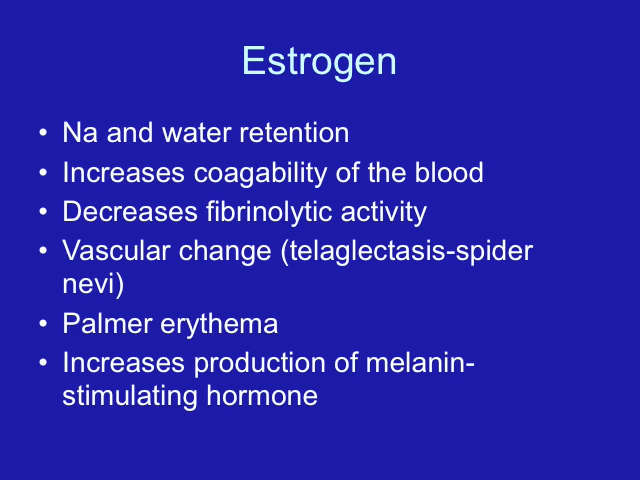 Estrogen
• Na and water retention
• Increases coagability of the blood
• Decreases fibrinolytic activity
• Vascular change (telaglectasis-spider
nevi)
• Palmer erythema
• Increases production of melanin-
stimulating hormone